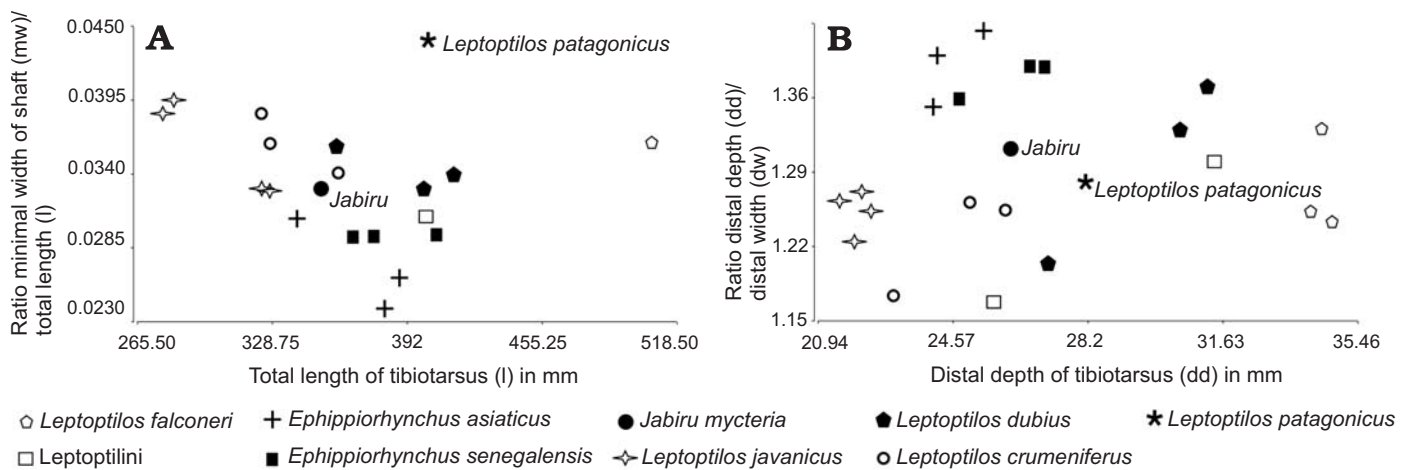 A
Ratio minimal width of shaft (mw)/
total length (l)
0.0450
0.0395
0.0340
0.0285
0.0230
Leptoptilos patagonicus
Jabiru
265.50 328.75 392 455.25 518.50
Total length of tibiotarsus (l) in mm
B
Ratio distal depth (dd)/
distal width (dw)
1.36
1.29
1.22
1.15
Jabiru
Leptoptilos patagonicus
20.94 24.57 28.2 31.63 35.46
Distal depth of tibiotarsus (dd) in mm
Leptoptilos falconeri Ephippiorhynchus asiaticus Jabiru mycteria Leptoptilos dubius Leptoptilos patagonicus
Leptoptilini Ephippiorhynchus senegalensis Leptoptilos javanicus Leptoptilos crumeniferus